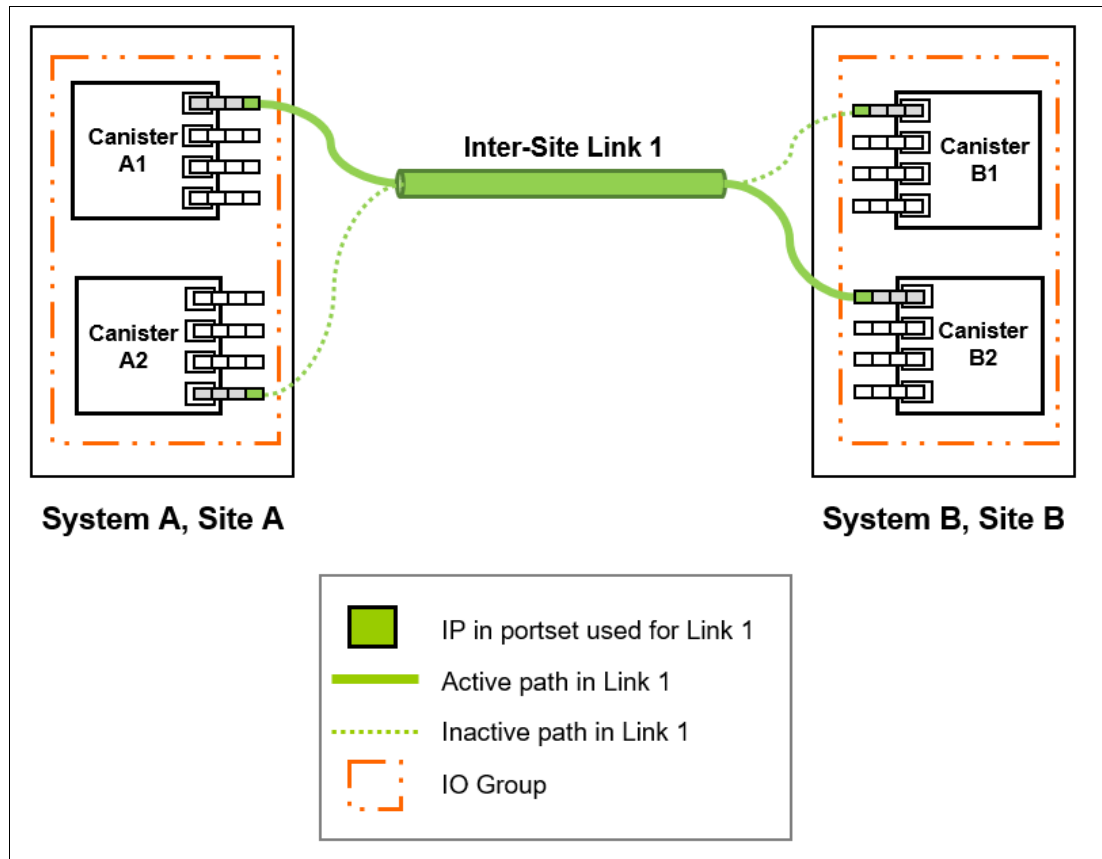 Canister
A1
Inter-Site Link 1
Canister
B1
Canister
A2
Canister
B2
System A, Site A
System B, Site B
IP in portset used for Link 1
Active path in Link 1
Inactive path in Link 1
IO Group